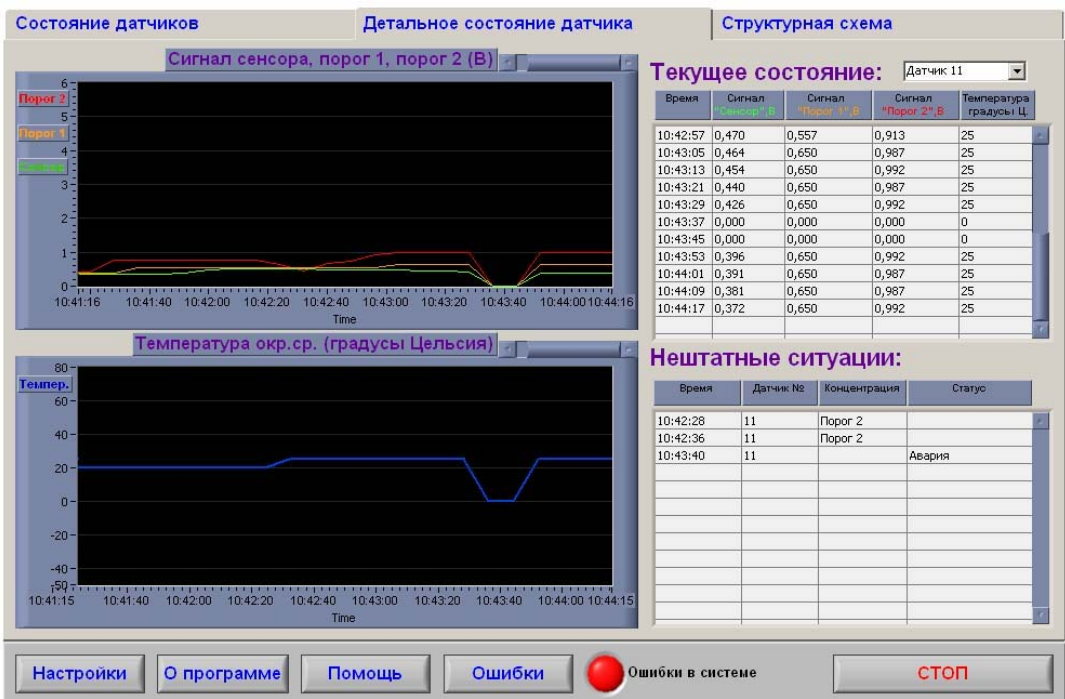 Состояние датчиков
Детальное состояние датчика
Структурная схема
Сигнал сенсора, порог 1, порог 2 (В)
Порог 2
Порог 1
Сенсор
6
5
4
3
2
1
0
10:41:16 10:41:40 10:42:00 10:42:20 10:42:40 10:43:00 10:43:20 10:43:40 10:44:00 10:44:16
Time
Температура окр.ср. (градусы Цельсия)
Темпер.
80
60
40
20
0
-20
-40
-50
10:41:15 10:41:40 10:42:00 10:42:20 10:42:40 10:43:00 10:43:20 10:43:40 10:44:00 10:44:15
Time
Текущее состояние: Датчик 11
Время Сигнал Сигнал Сигнал Температура
"Сенсор",В "Порог 1",В "Порог 2",В градусы Ц.
10:42:57 0,470 0,557 0,913 25
10:43:05 0,464 0,650 0,987 25
10:43:13 0,454 0,650 0,992 25
10:43:21 0,440 0,650 0,987 25
10:43:29 0,426 0,650 0,992 25
10:43:37 0,000 0,000 0,000 0
10:43:45 0,000 0,000 0,000 0
10:43:53 0,396 0,650 0,992 25
10:44:01 0,391 0,650 0,987 25
10:44:09 0,381 0,650 0,987 25
10:44:17 0,372 0,650 0,992 25
Нештатные ситуации:
Время Датчик № Концентрация Статус
10:42:28 11 Порог 2
10:42:36 11 Порог 2
10:43:40 11 Авария
Настройки
О программе
Помощь
Ошибки
Ошибки в системе
СТОП